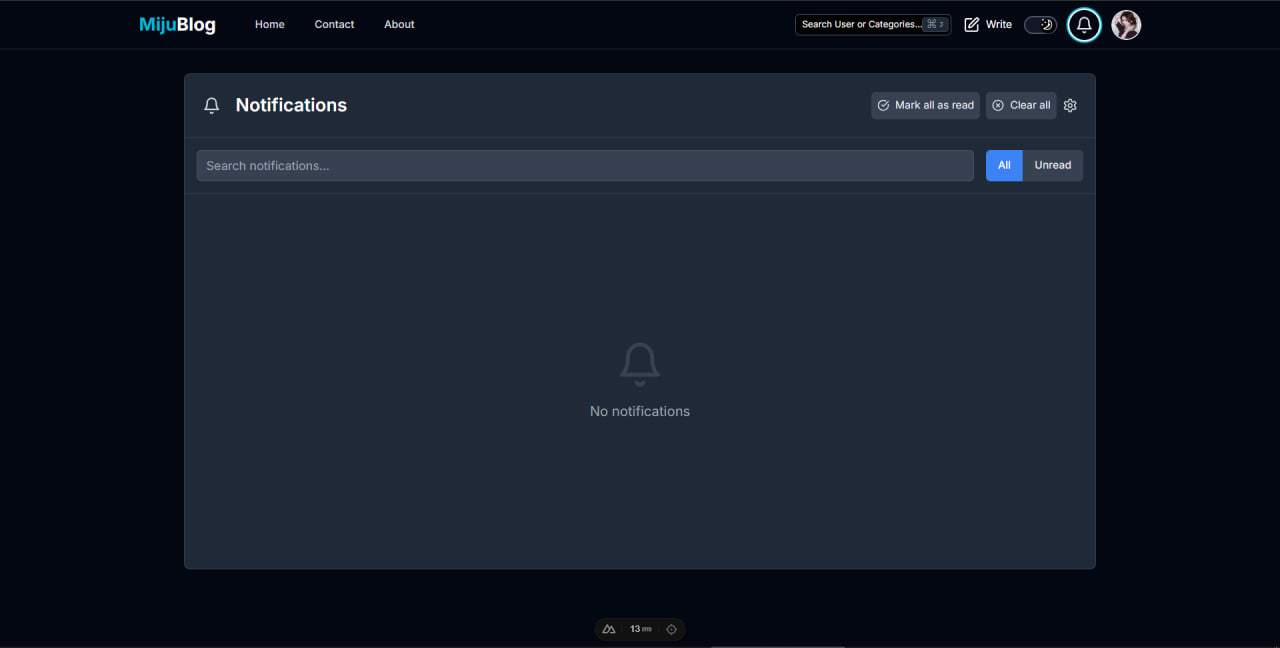 MijuBlog
Home
Contact
About
Search User or Categories...
Write
Notifications
Mark all as read
Clear all
Search notifications...
All
Unread
No notifications
13 ms